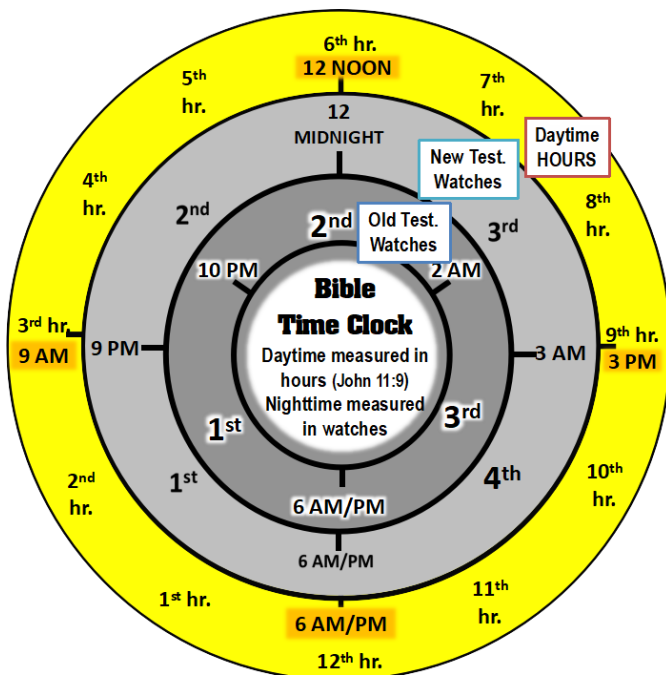 6th hr.
12 NOON
5th
hr.
7th
hr.
12
MIDNIGHT
Daytime
HOURS
New Test.
Watches
4th
hr.
8th
hr.
2nd
3rd
2nd
Old Test.
Watches
10 PM
2 AM
Bible
Time Clock
Daytime measured in
hours (John 11:9)
Nighttime measured
in watches
3rd hr.
9 AM
9 PM
3 AM
9th hr.
3 PM
1st
3rd
1st
4th
2nd
hr.
10th
hr.
6 AM/PM
6 AM/PM
1st hr.
11th
hr.
6 AM/PM
12th hr.